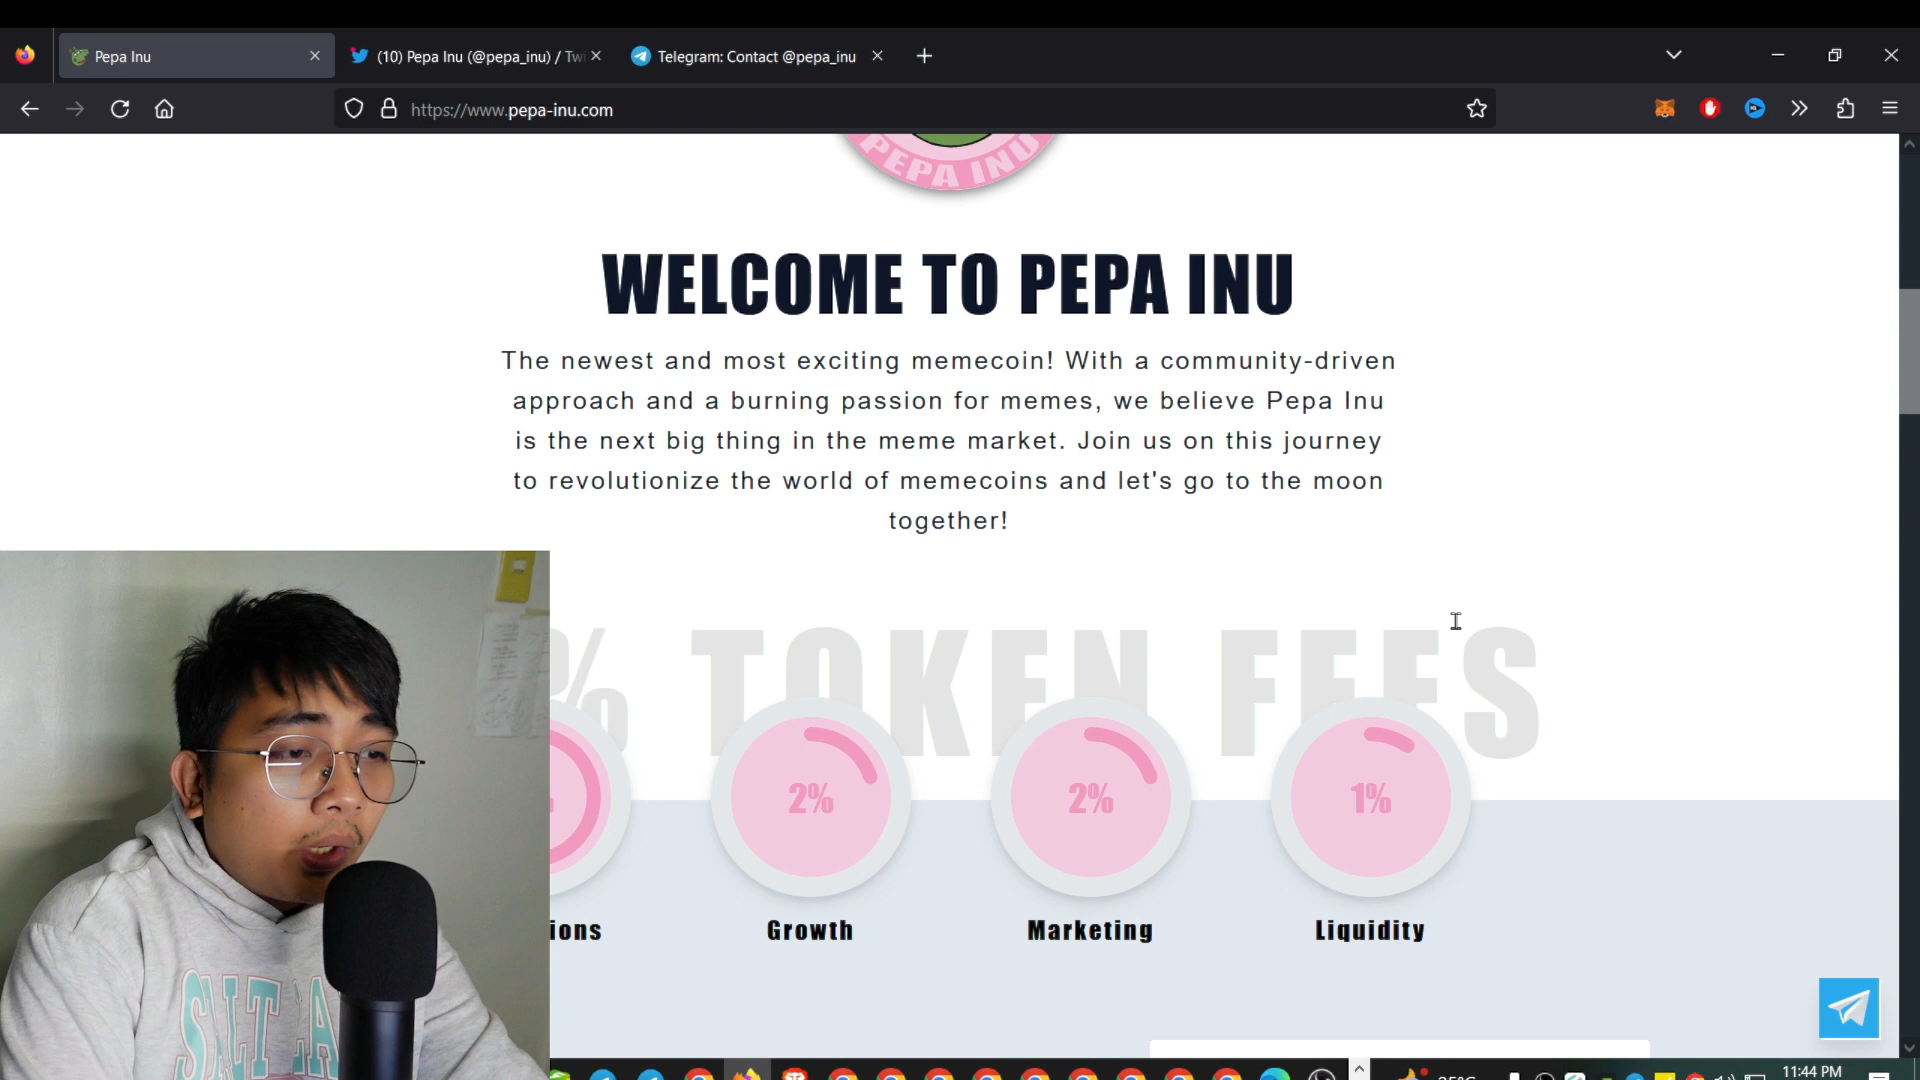 Pepa Inu
(10) Pepa Inu (@pepa_inu) / Twi
Telegram: Contact @pepa_inu
https://www.pepa-inu.com
PEPA INU
WELCOME TO PEPA INU
The newest and most exciting memecoin! With a community-driven
approach and a burning passion for memes, we believe Pepa Inu
is the next big thing in the meme market. Join us on this journey
to revolutionize the world of memecoins and let's go to the moon
together!
% TOKEN FEES
2%
2%
1%
ions
Growth
Marketing
Liquidity
SALT LA
11:44 PM